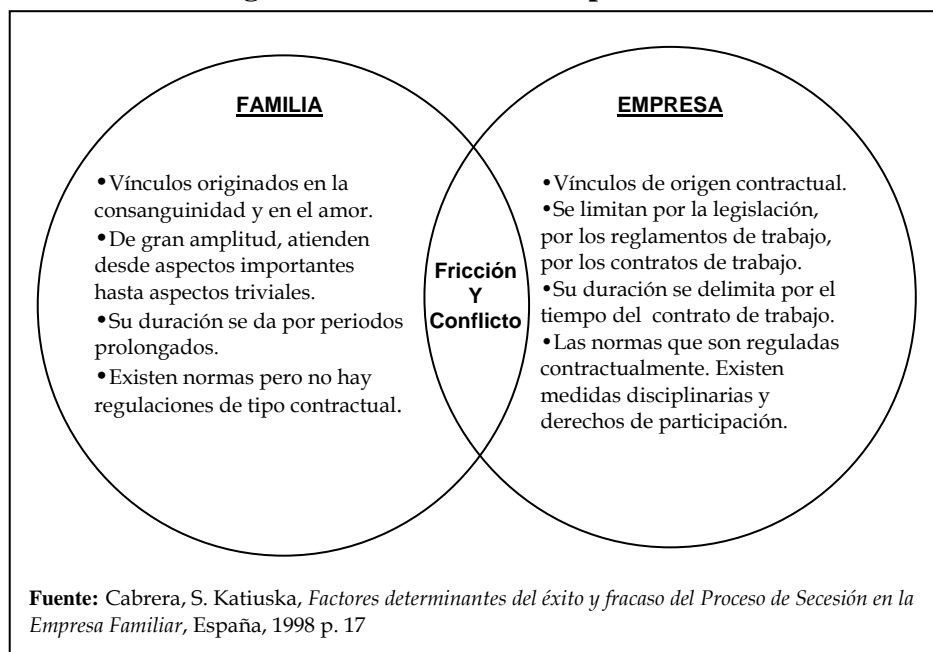 FAMILIA
•Vínculos originados en la
consanguinidad y en el amor.
•De gran amplitud, atienden
desde aspectos importantes
hasta aspectos triviales.
•Su duración se da por periodos
prolongados.
•Existen normas pero no hay
regulaciones de tipo contractual.
Fricción
Y
Conflicto
EMPRESA
•Vínculos de origen contractual.
•Se limitan por la legislación,
por los reglamentos de trabajo,
por los contratos de trabajo.
•Su duración se delimita por el
tiempo del contrato de trabajo.
•Las normas que son reguladas
contractualmente. Existen
medidas disciplinarias y
derechos de participación.
Fuente: Cabrera, S. Katiuska, Factores determinantes del éxito y fracaso del Proceso de Secesión en la
Empresa Familiar, España, 1998 p. 17